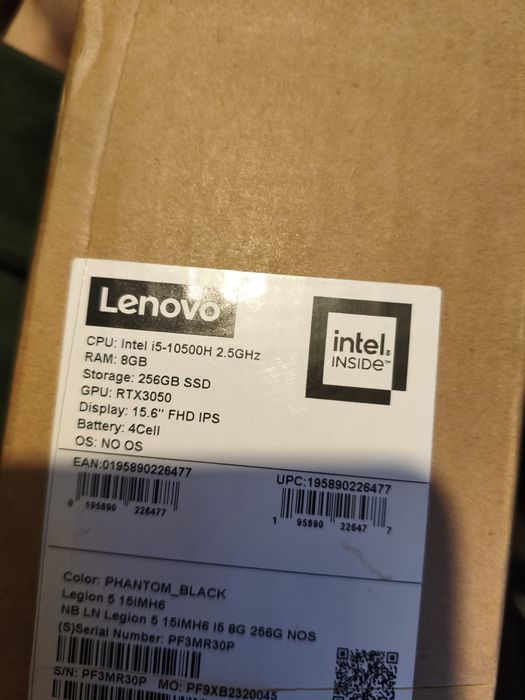 Lenovo
CPU: Intel i5-10500H 2.5GHz
RAM: 8GB
Storage: 256GB SSD
GPU: RTX3050
Display: 15.6" FHD IPS
Battery: 4Cell
OS: NO OS
intel.
INSIDE™
EAN:0195890226477
0 195890 226477
UPC:195890226477
1 95890 22647 7
Color: PHANTOM_BLACK
Legion 5 15IMH6
NB LN Legion 5 15IMH6 I5 8G 256G NOS
(S)Serial Number: PF3MR30P
S/N: PF3MR30P MO: PF9XB2320045